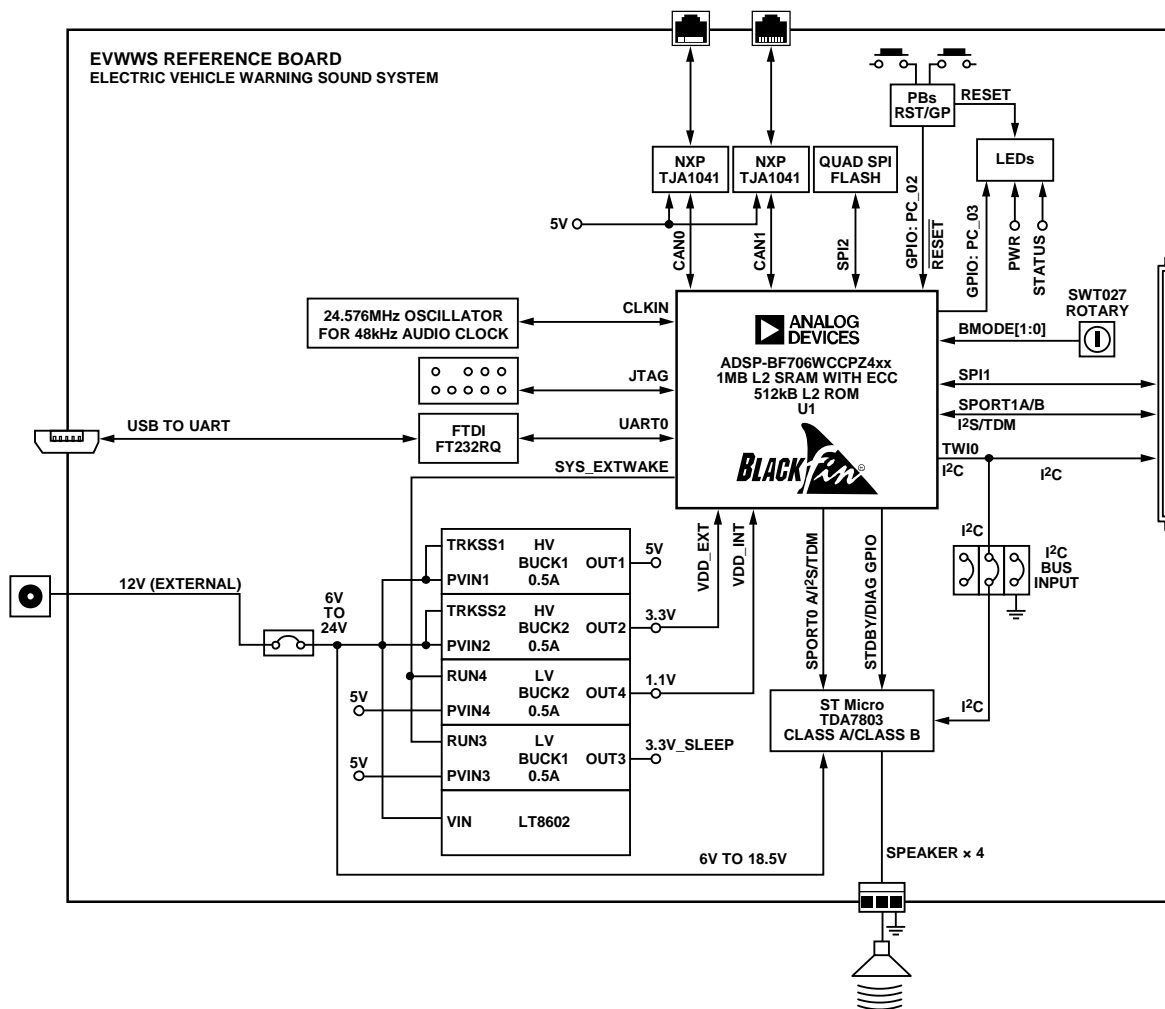 EVWWS REFERENCE BOARD
ELECTRIC VEHICLE WARNING SOUND SYSTEM
PBs
RST/GP
RESET
LEDs
NXP
TJA1041
NXP
TJA1041
QUAD SPI
FLASH
5V
CAN0
CAN1
SPI2
GPIO: PC_02
RESET
GPIO: PC_03
PWR
STATUS
SWT027
ROTARY
24.576MHz OSCILLATOR
FOR 48kHz AUDIO CLOCK
CLKIN
ANALOG
DEVICES
BMODE[1:0]
ADSP-BF706WCCPZ4xx
1MB L2 SRAM WITH ECC
512kB L2 ROM
U1
JTAG
SPI1
SPORT1A/B
I²S/TDM
USB TO UART
FTDI
FT232RQ
UART0
BLACKfin®
TWI0
I²C
I²C
SYS_EXTWAKE
VDD_EXT
VDD_INT
SPORT0 A/I²S/TDM
STDBY/DIAG GPIO
I²C
I²C
BUS
INPUT
12V (EXTERNAL)
6V
TO
24V
TRKSS1
HV
BUCK1
0.5A
OUT1
5V
PVIN1
TRKSS2
HV
BUCK2
0.5A
OUT2
3.3V
PVIN2
RUN4
LV
BUCK2
0.5A
OUT4
1.1V
5V
PVIN4
RUN3
LV
BUCK1
0.5A
OUT3
3.3V_SLEEP
5V
PVIN3
VIN
LT8602
ST Micro
TDA7803
CLASS A/CLASS B
I²C
6V TO 18.5V
SPEAKER × 4